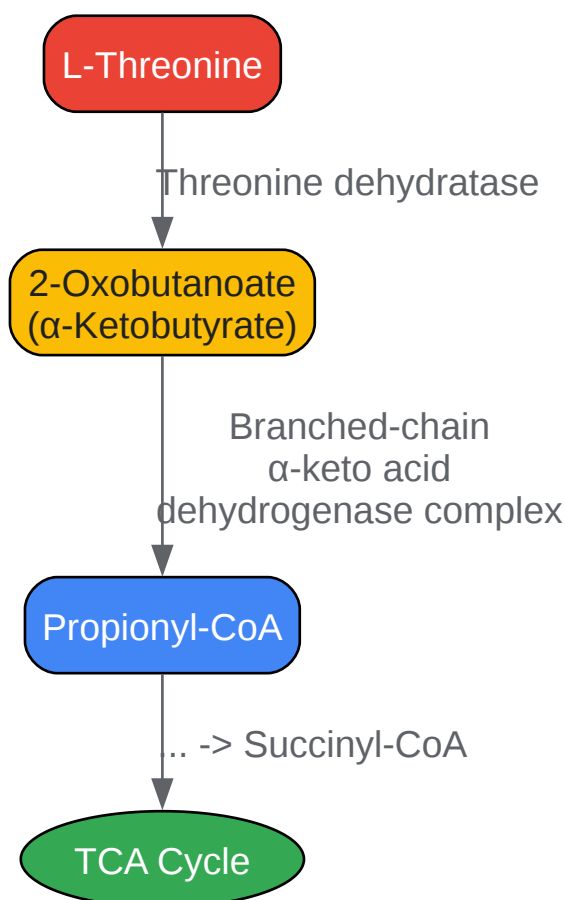 L-Threonine
Threonine dehydratase
2-Oxobutanoate
(α-Ketobutyrate)
Branched-chain
α-keto acid
dehydrogenase complex
Propionyl-CoA
... -> Succinyl-CoA
TCA Cycle